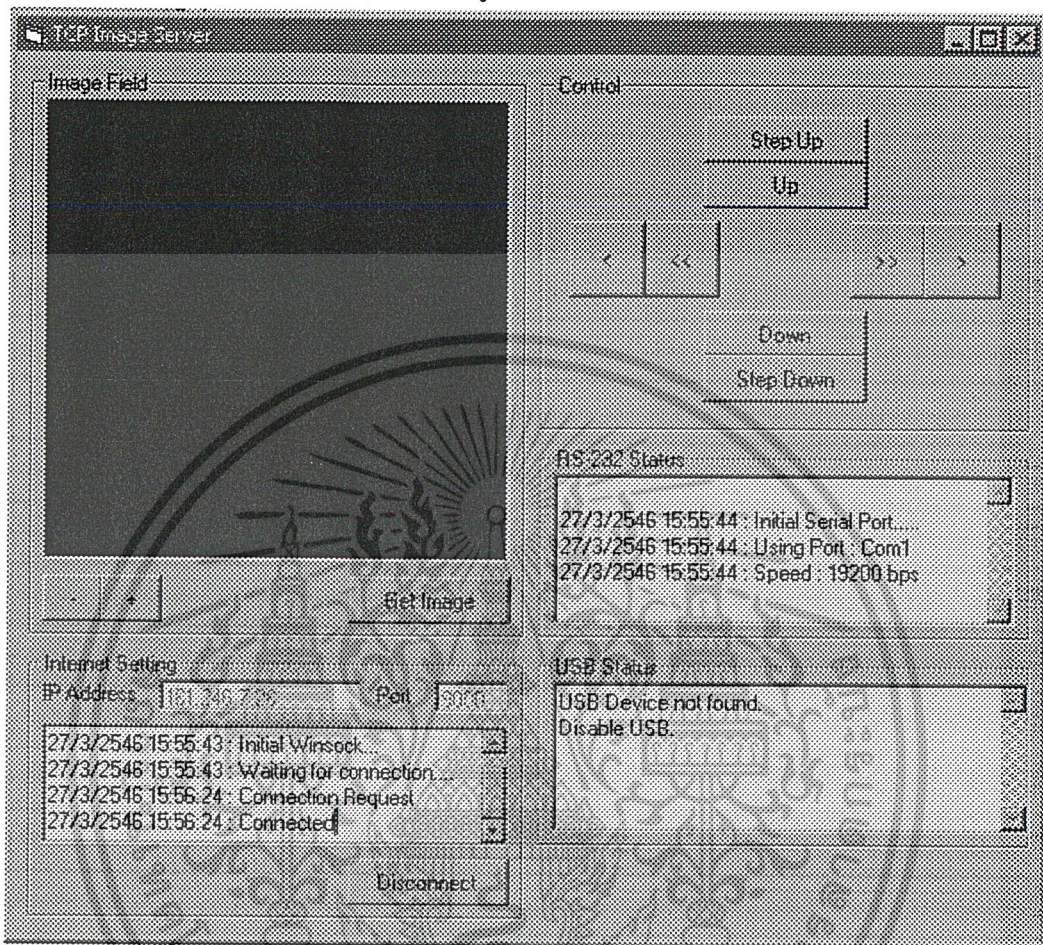 TCP Image Server
Image Field
- +
Get Image
Control
Step Up
Up
< << >> >
Down
Step Down
RS-232 Status
27/3/2546 15:55:44 : Initial Serial Port.....
27/3/2546 15:55:44 : Using Port : Com1
27/3/2546 15:55:44 : Speed : 19200 bps
Internet Setting
IP Address Port
27/3/2546 15:55:43 : Initial Winsock...
27/3/2546 15:55:43 : Waiting for connection....
27/3/2546 15:56:24 : Connection Request
27/3/2546 15:56:24 : Connected
Disconnect
USB Status
USB Device not found.
Disable USB.